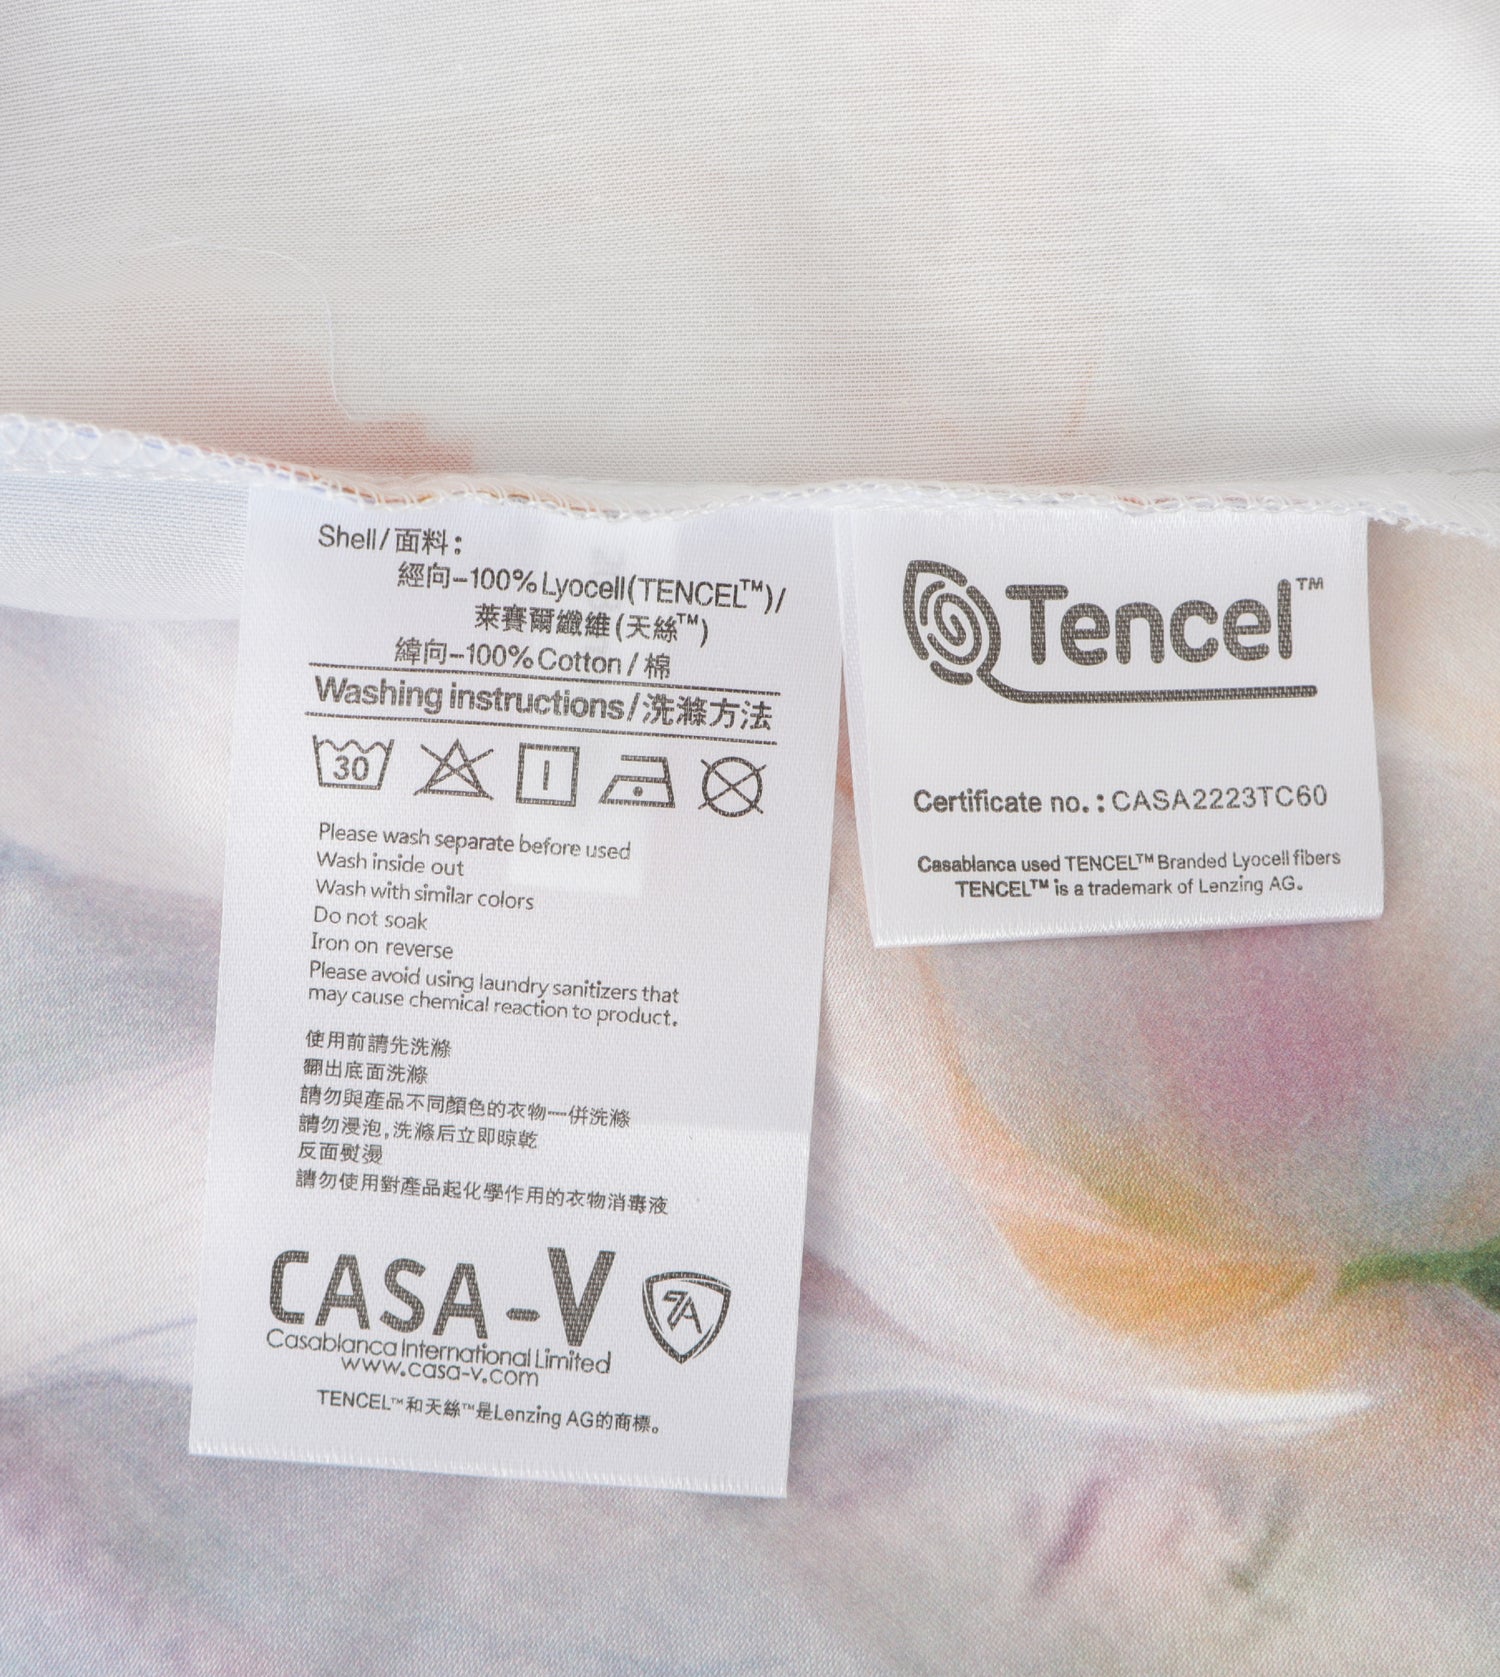 Shell/面料:
經向-100%Lyocell(TENCEL™)/
萊賽爾纖維(天絲™)
緯向-100%Cotton/棉
Washing instructions/洗滌方法
30
Please wash separate before used
Wash inside out
Wash with similar colors
Do not soak
Iron on reverse
Please avoid using laundry sanitizers that
may cause chemical reaction to product.
使用前請先洗滌
翻出底面洗滌
請勿與產品不同顏色的衣物一併洗滌
請勿浸泡,洗滌后立即晾乾
反面熨燙
請勿使用對產品起化學作用的衣物消毒液
CASA-V
Casablanca International Limited
www.casa-v.com
TENCEL™和天絲™是Lenzing AG的商標。
Tencel™
Certificate no.:CASA2223TC60
Casablanca used TENCEL™ Branded Lyocell fibers
TENCEL™ is a trademark of Lenzing AG.